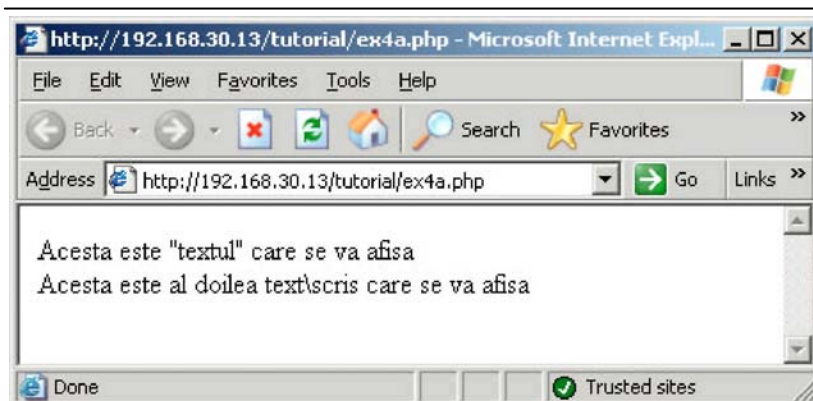 http://192.168.30.13/tutorial/ex4a.php - Microsoft Internet Expl...
File Edit View Favorites Tools Help
Back Search Favorites »
Address http://192.168.30.13/tutorial/ex4a.php Go Links »
Acesta este "textul" care se va afisa
Acesta este al doilea text\scris care se va afisa
Done Trusted sites